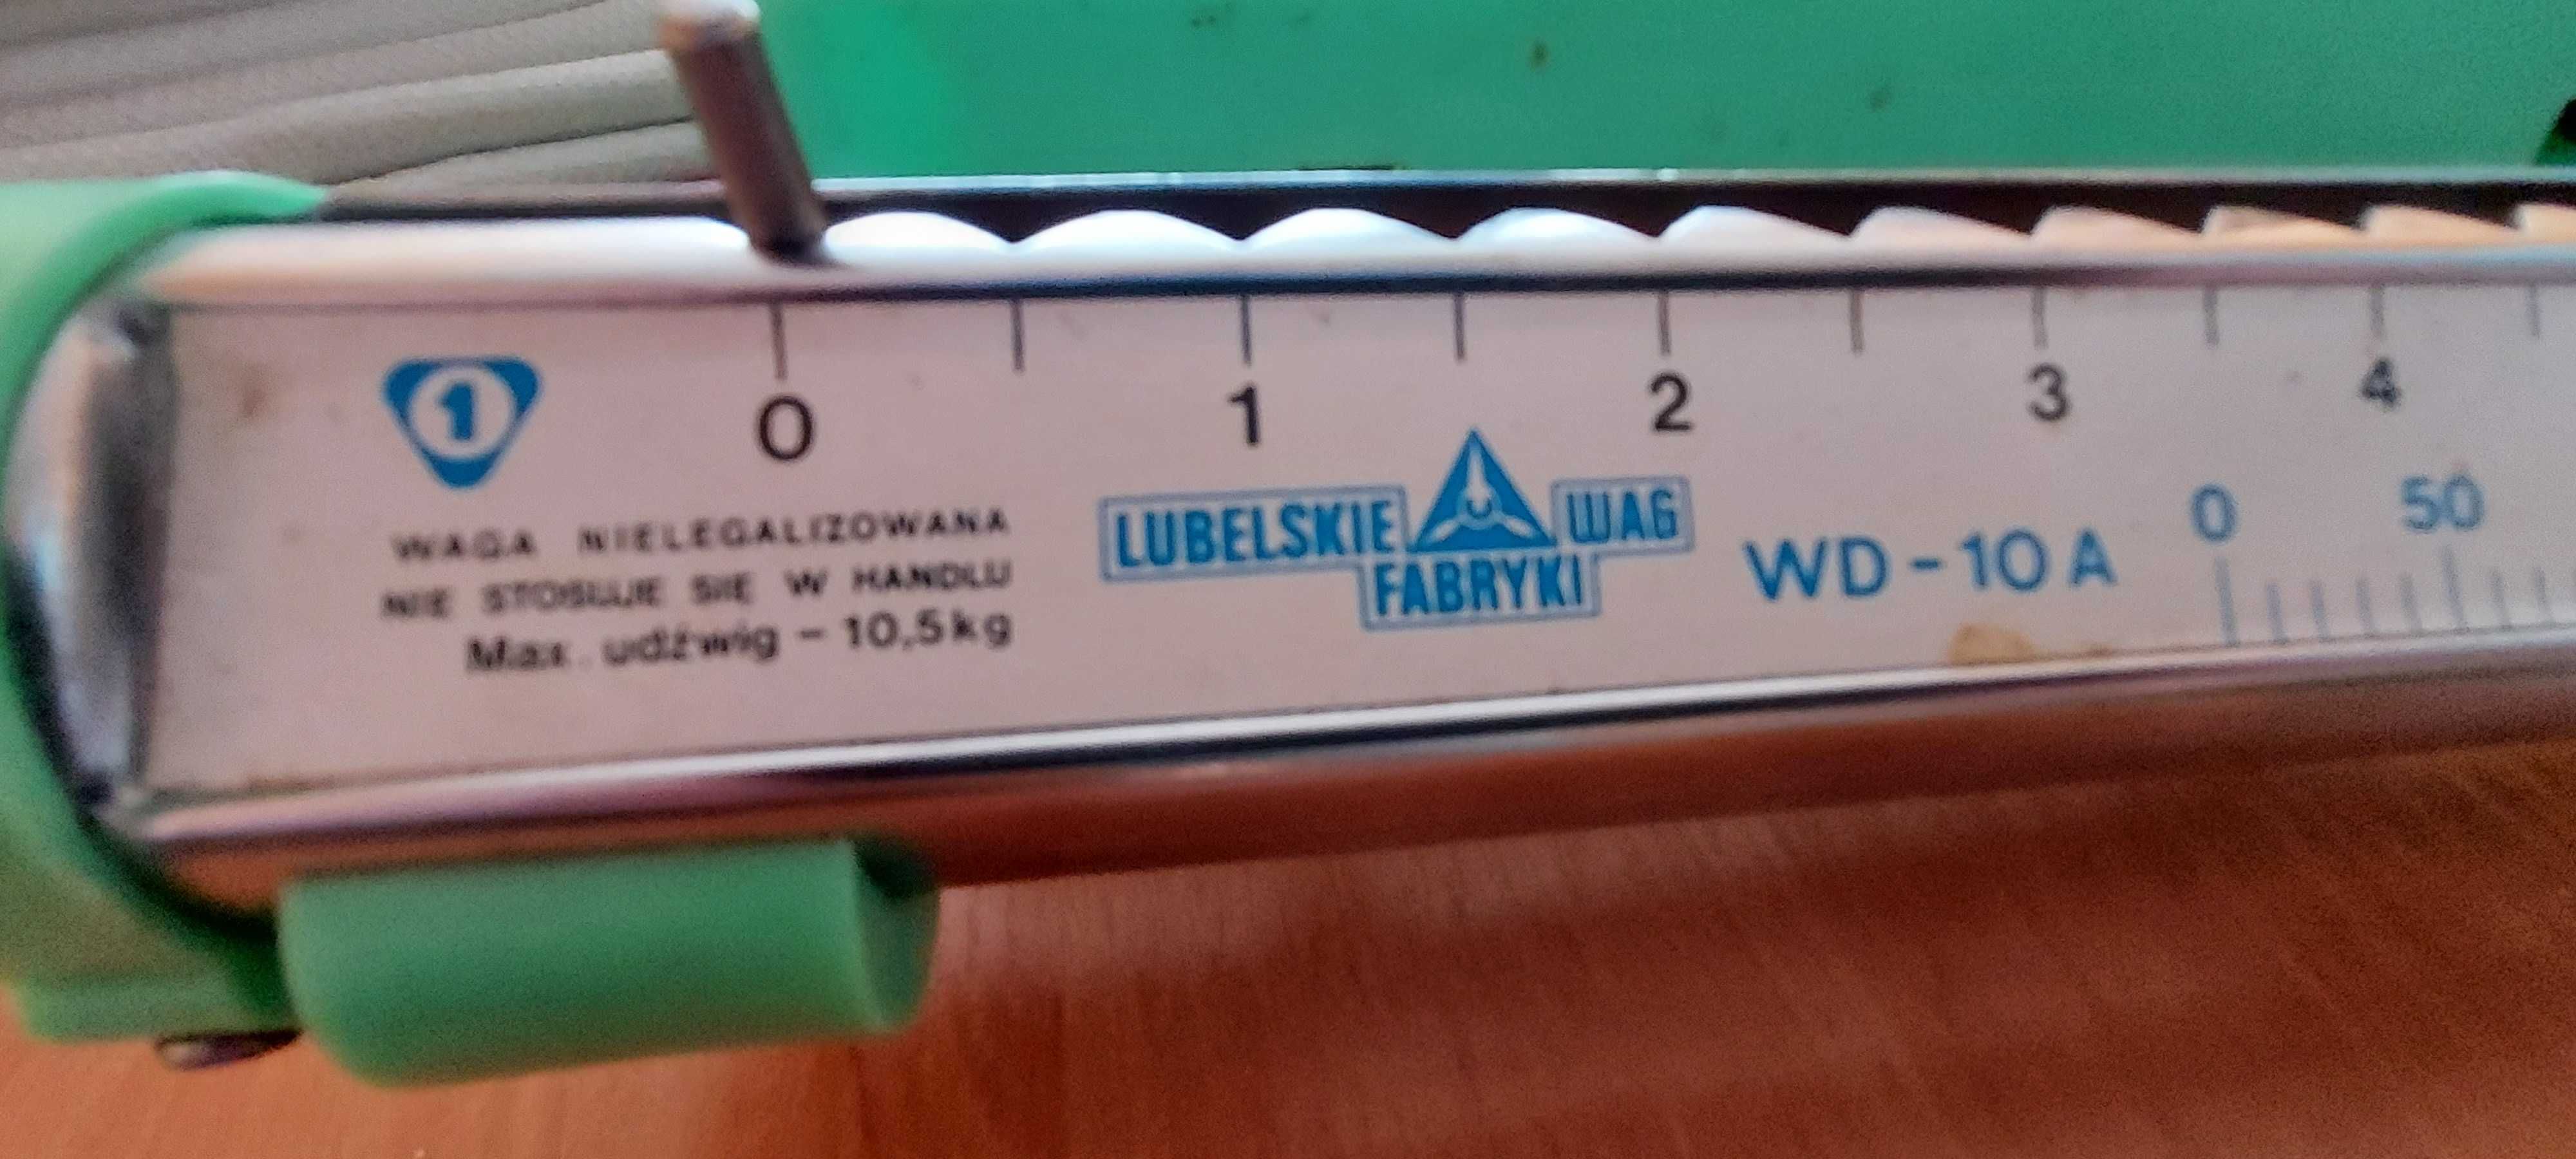 0 1 2 3 4
1
WAGA NIELEGALIZOWANA
NIE STOSUJE SIĘ W HANDLU
Max. udźwig - 10,5kg
LUBELSKIE WAG
FABRYKI
WD-10A
0 50